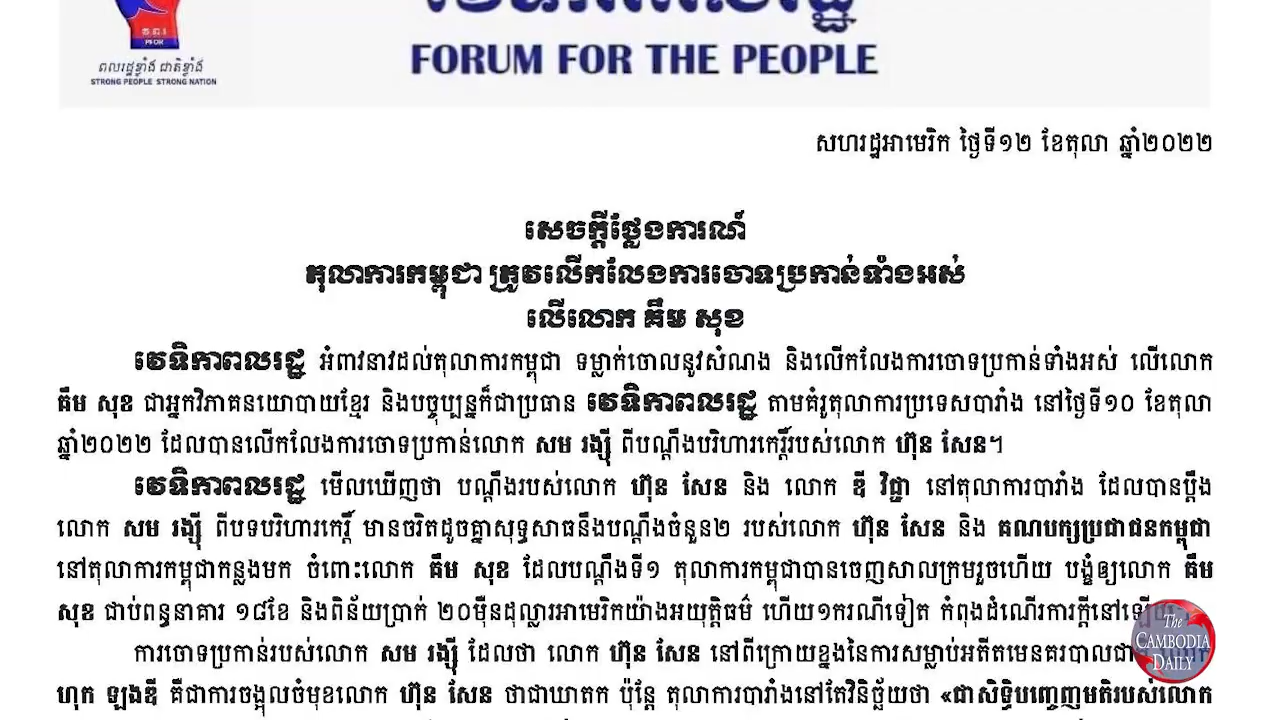 គ.ព.រ
PFOR
ពលរដ្ឋខ្លាំង ជាតិខ្លាំង
STRONG PEOPLE STRONG NATION
វេទិកាពលរដ្ឋ
FORUM FOR THE PEOPLE
សហរដ្ឋអាមេរិក ថ្ងៃទី១២ ខែតុលា ឆ្នាំ២០២២
សេចក្តីថ្លែងការណ៍
តុលាការកម្ពុជា ត្រូវលើកលែងការចោទប្រកាន់ទាំងអស់
លើលោក គឹម សុខ
វេទិកាពលរដ្ឋ អំពាវនាវដល់តុលាការកម្ពុជា ទម្លាក់ចោលនូវសំណង និងលើកលែងការចោទប្រកាន់ទាំងអស់ លើលោក
គឹម សុខ ជាអ្នកវិភាគនយោបាយខ្មែរ និងបច្ចុប្បន្នក៏ជាប្រធាន វេទិកាពលរដ្ឋ តាមគំរូតុលាការប្រទេសបារាំង នៅថ្ងៃទី១០ ខែតុលា
ឆ្នាំ២០២២ ដែលបានលើកលែងការចោទប្រកាន់លោក សម រង្ស៊ី ពីបណ្តឹងបរិហារកេរ្តិ៍របស់លោក ហ៊ុន សែន។
វេទិកាពលរដ្ឋ មើលឃើញថា បណ្តឹងរបស់លោក ហ៊ុន សែន និង លោក ឌី វិជ្ជា នៅតុលាការបារាំង ដែលបានប្តឹង
លោក សម រង្ស៊ី ពីបទបរិហារកេរ្តិ៍ មានចរិតដូចគ្នាសុទ្ធសាធនឹងបណ្តឹងចំនួន២ របស់លោក ហ៊ុន សែន និង គណបក្សប្រជាជនកម្ពុជា
នៅតុលាការកម្ពុជាកន្លងមក ចំពោះលោក គឹម សុខ ដែលបណ្តឹងទី១ តុលាការកម្ពុជាបានចេញសាលក្រមរួចហើយ បង្ខំឲ្យលោក គឹម
សុខ ជាប់ពន្ធនាគារ ១៨ខែ និងពិន័យប្រាក់ ២០ម៉ឺនដុល្លារអាមេរិកយ៉ាងអយុត្តិធម៌ ហើយ១ករណីទៀត កំពុងដំណើរការក្តីនៅឡើយ
ការចោទប្រកាន់របស់លោក សម រង្ស៊ី ដែលថា លោក ហ៊ុន សែន នៅពីក្រោយខ្នងនៃការសម្លាប់អតីតមេនគរបាលជា
ហុក ឡងឌី គឺជាការចង្អុលចំមុខលោក ហ៊ុន សែន ថាជាឃាតក ប៉ុន្តែ តុលាការបារាំងនៅតែវិនិច្ឆ័យថា «ជាសិទ្ធិបញ្ចេញមតិរបស់លោក
The
CAMBODIA
DAILY